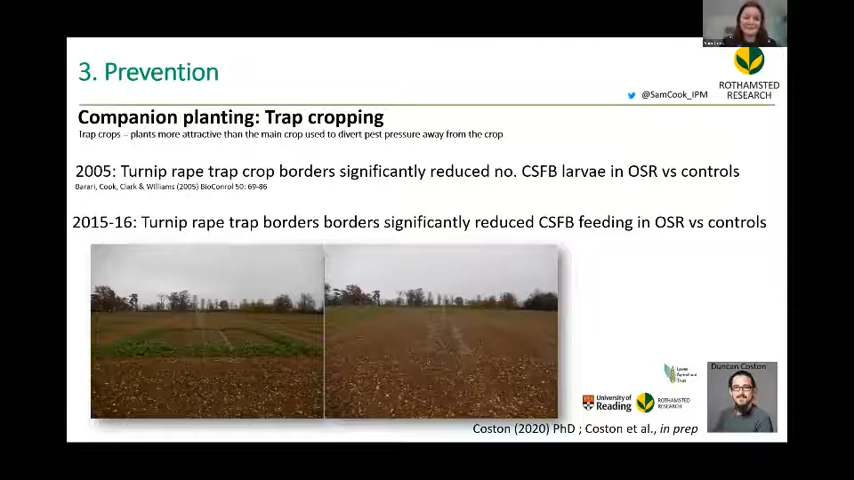 3. Prevention
@SamCook_IPM
ROTHAMSTED
RESEARCH
Companion planting: Trap cropping
Trap crops – plants more attractive than the main crop used to divert pest pressure away from the crop
2005: Turnip rape trap crop borders significantly reduced no. CSFB larvae in OSR vs controls
Barari, Cook, Clark & Williams (2005) BioConrol 50: 69-86
2015-16: Turnip rape trap borders borders significantly reduced CSFB feeding in OSR vs controls
Duncan Coston
University of
Reading
ROTHAMSTED
RESEARCH
Coston (2020) PhD ; Coston et al., in prep